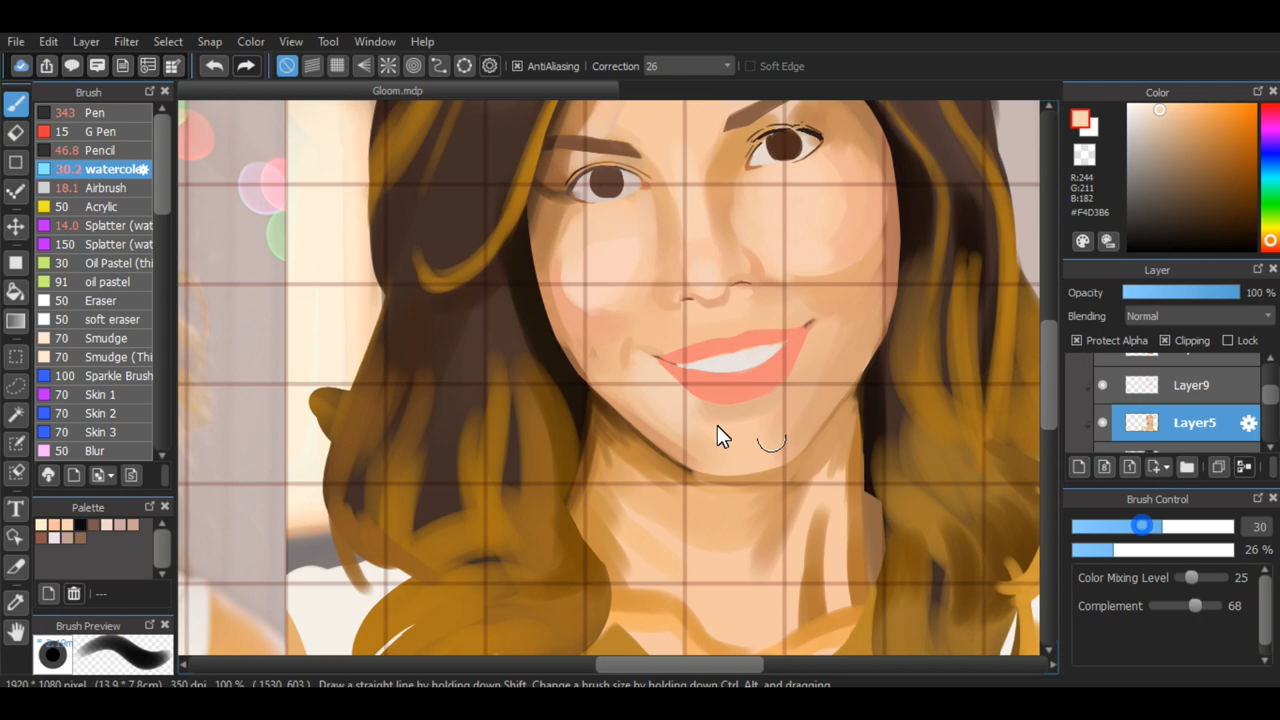 File Edit Layer Filter Select Snap Color View Tool Window Help
AntiAliasing Correction 26 Soft Edge
Brush
343 Pen
15 G Pen
46.8 Pencil
30.2 watercolo
18.1 Airbrush
50 Acrylic
14.0 Splatter (wat
150 Splatter (wat
30 Oil Pastel (thi
91 oil pastel
50 Eraser
50 soft eraser
70 Smudge
70 Smudge (Thi
100 Sparkle Brush
70 Skin 1
70 Skin 2
70 Skin 3
50 Blur
Palette
---
Brush Preview
Gloom.mdp
Color
R:244
G:211
B:182
#F4D3B6
Layer
Opacity 100 %
Blending Normal
Protect Alpha Clipping Lock
Layer9
Layer5
Brush Control
30
26 %
Color Mixing Level 25
Complement 68
1920 * 1080 pixel (13.9 * 7.8cm) 350 dpi 100 % ( 1530, 603 ) Draw a straight line by holding down Shift, Change a brush size by holding down Ctrl, Alt, and dragging